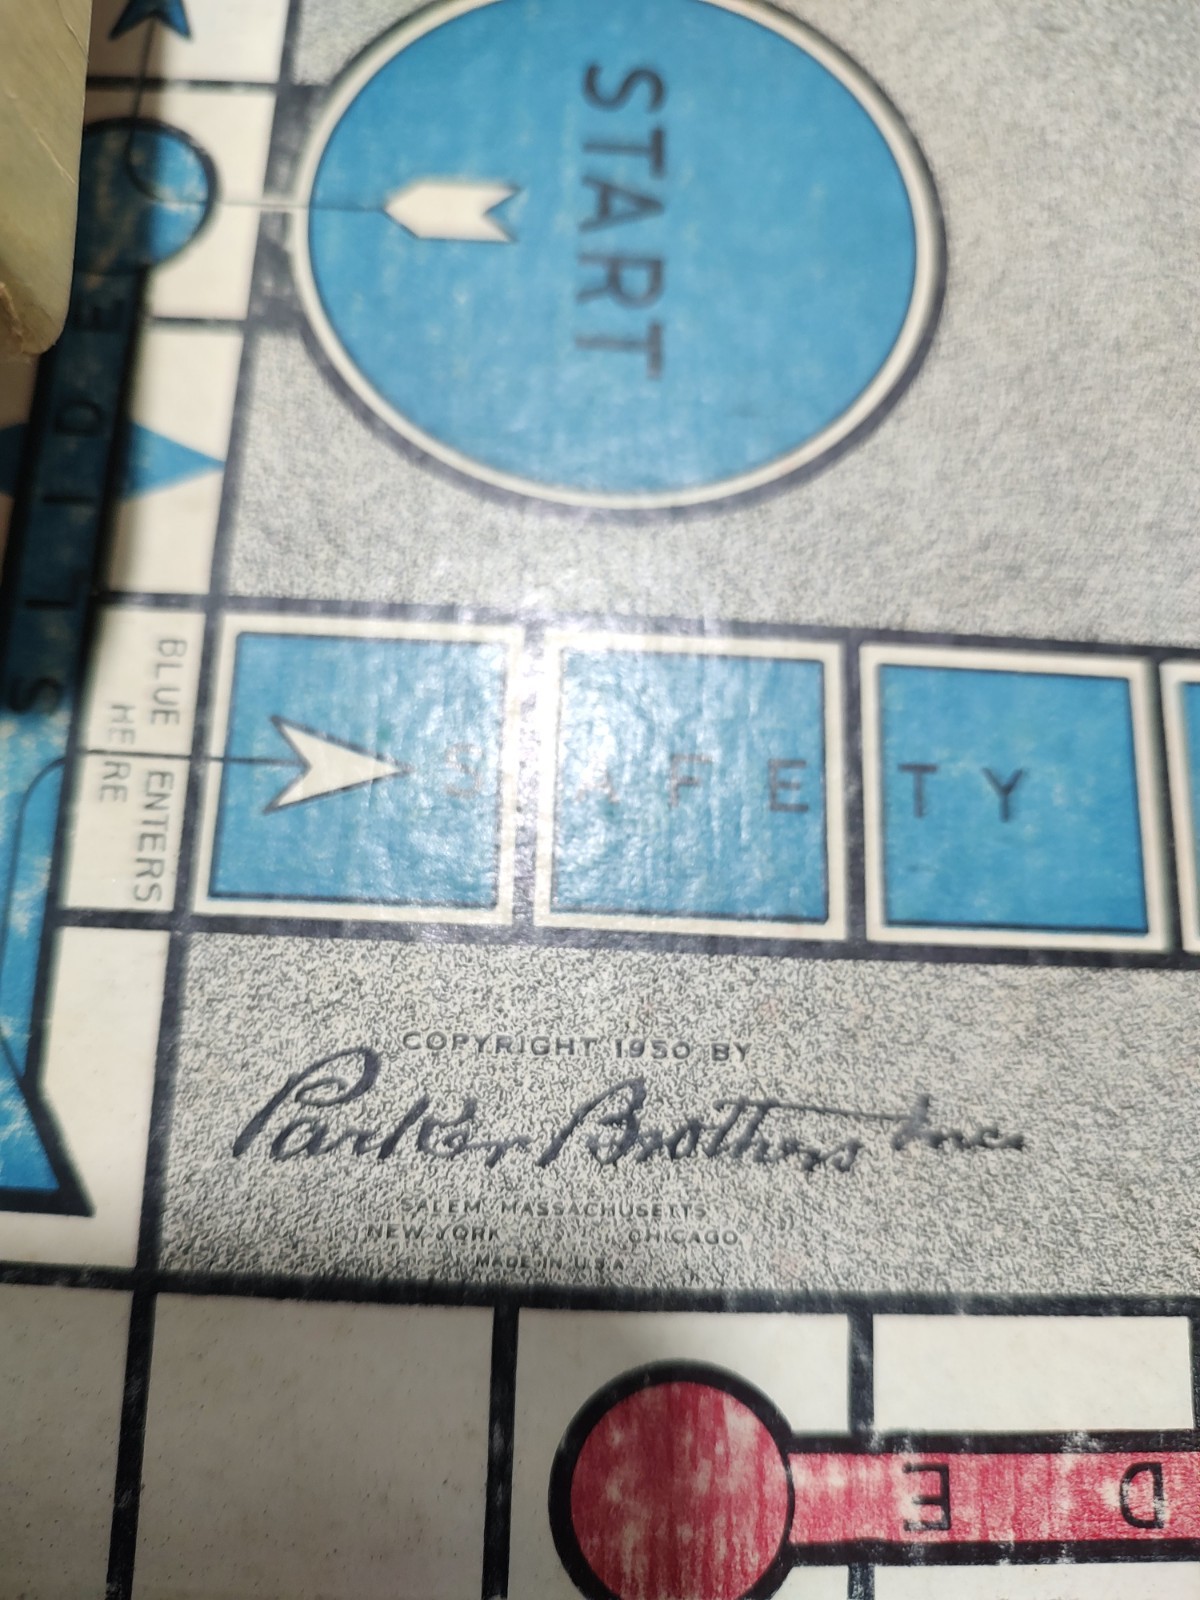 START
SLIDE
BLUE ENTERS
HERE
SAFETY
COPYRIGHT 1950 BY
Parker Brothers Inc.
SALEM, MASSACHUSETTS
NEW YORK CHICAGO
MADE IN U.S.A.
D E